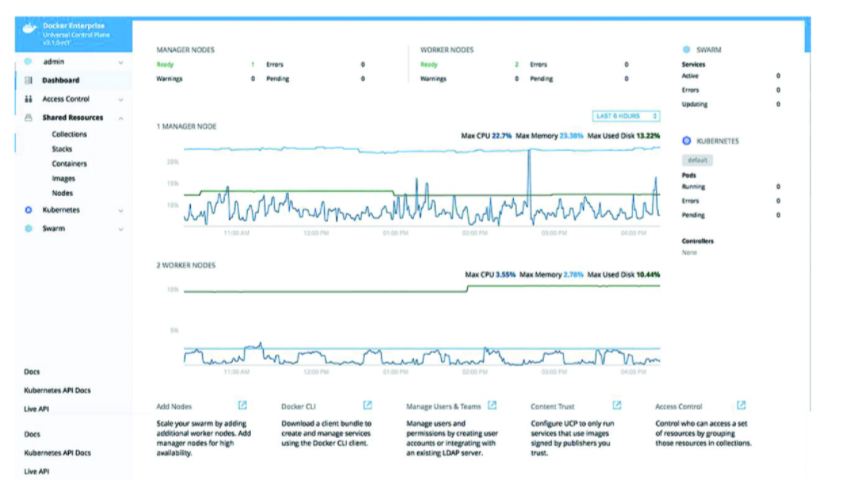 Docker Enterprise
Universal Control Plane
admin
Dashboard
Access Control
Shared Resources
Collections
Stacks
Containers
Images
Nodes
Kubernetes
Swarm
Docs
Kubernetes API Docs
Live API
Docs
Kubernetes API Docs
Live API
MANAGER NODES
Ready 1 Errors 0
Warnings 0 Pending 0
WORKER NODES
Ready 2 Errors 0
Warnings 0 Pending 0
LAST 6 HOURS
1 MANAGER NODE
Max CPU 22.7% Max Memory 23.38% Max Used Disk 13.22%
20%
15%
10%
11:00 AM 12:00 PM 01:00 PM 02:00 PM 03:00 PM 04:00 PM
2 WORKER NODES
Max CPU 3.55% Max Memory 2.78% Max Used Disk 10.44%
10%
5%
11:00 AM 12:00 PM 01:00 PM 02:00 PM 03:00 PM 04:00 PM
Add Nodes
Scale your swarm by adding
additional worker nodes. Add
manager nodes for high
availability.
Docker CLI
Download a client bundle to
create and manage services
using the Docker CLI client.
Manage Users & Teams
Manage users and
permissions by creating user
accounts or integrating with
an existing LDAP server.
Content Trust
Configure UCP to only run
services that use images
signed by publishers you
trust.
Access Control
Control who can access a set
of resources by grouping
those resources in collections.
SWARM
Services
Active 0
Errors 0
Updating 0
KUBERNETES
default
Pods
Running 0
Errors 0
Pending 0
Controllers
None